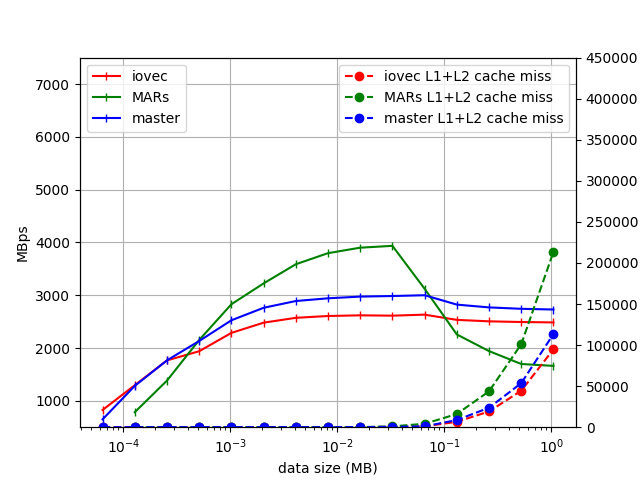 iovec
MARs
master
iovec L1+L2 cache miss
MARs L1+L2 cache miss
master L1+L2 cache miss
MBps
7000
6000
5000
4000
3000
2000
1000
450000
400000
350000
300000
250000
200000
150000
100000
50000
0
10⁻⁴
10⁻³
10⁻²
10⁻¹
10⁰
data size (MB)